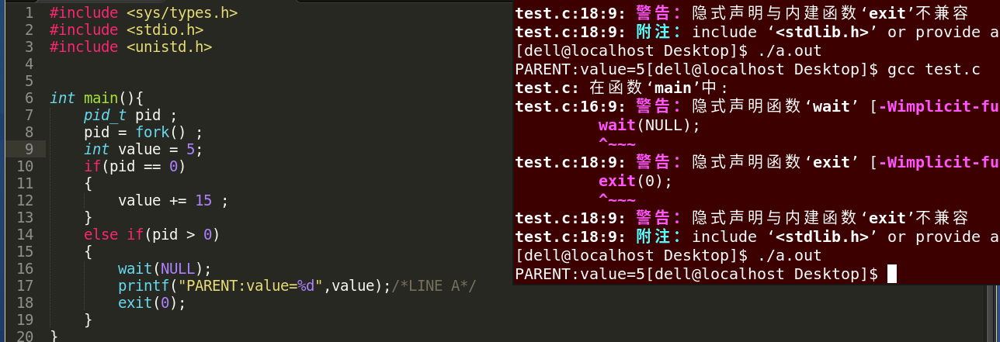 1 #include <sys/types.h>
2 #include <stdio.h>
3 #include <unistd.h>
4
5
6 int main(){
7 pid_t pid ;
8 pid = fork() ;
9 int value = 5;
10 if(pid == 0)
11 {
12 value += 15 ;
13 }
14 else if(pid > 0)
15 {
16 wait(NULL);
17 printf("PARENT:value=%d",value);/*LINE A*/
18 exit(0);
19 }
20 }
test.c:18:9: 警告: 隐式声明与内建函数‘exit’不兼容
test.c:18:9: 附注: include ‘<stdlib.h>’ or provide a
[dell@localhost Desktop]$ ./a.out
PARENT:value=5[dell@localhost Desktop]$ gcc test.c
test.c: 在函数‘main’中:
test.c:16:9: 警告: 隐式声明函数‘wait’ [-Wimplicit-fu
wait(NULL);
^~~~
test.c:18:9: 警告: 隐式声明函数‘exit’ [-Wimplicit-fu
exit(0);
^~~~
test.c:18:9: 警告: 隐式声明与内建函数‘exit’不兼容
test.c:18:9: 附注: include ‘<stdlib.h>’ or provide a
[dell@localhost Desktop]$ ./a.out
PARENT:value=5[dell@localhost Desktop]$